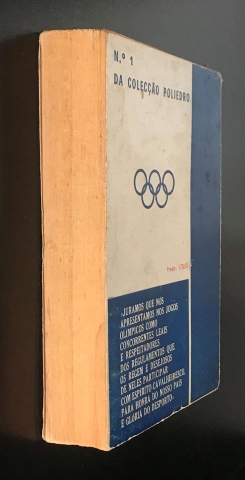 N.º 1
DA COLECÇÃO POLIEDRO
JURAMOS QUE NOS
APRESENTAMOS NOS JOGOS
OLIMPICOS COMO
CONCORRENTES LEAIS
E RESPEITADORES
DOS REGULAMENTOS QUE
OS REGEM E DESEJOSOS
DE NELES PARTICIPAR
COM ESPÍRITO CAVALHEIRESCO,
PARA HONRA DO NOSSO PAÍS
E GLÓRIA DO DESPORTO